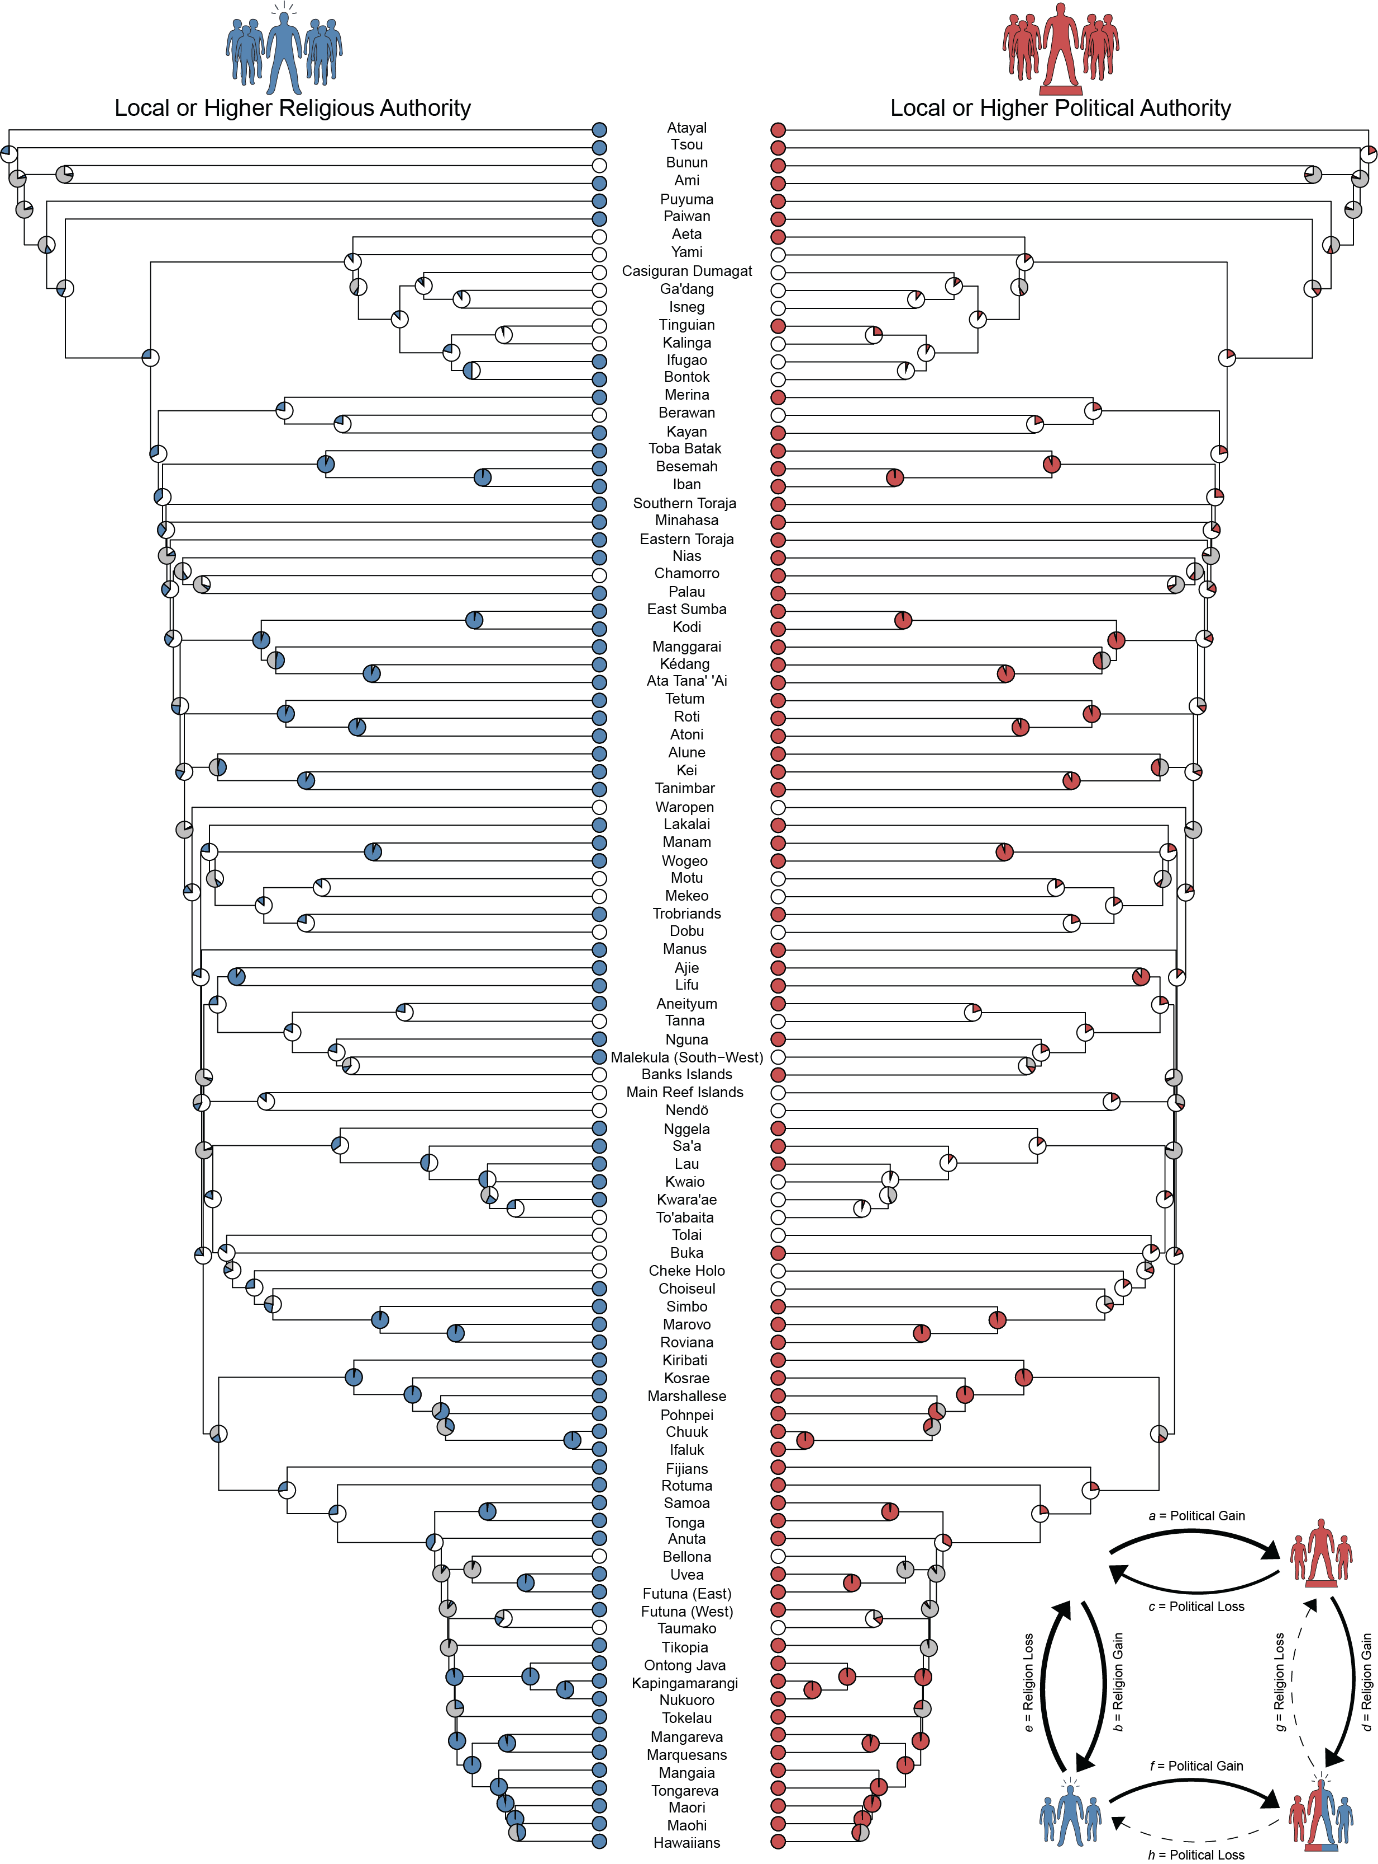 Local or Higher Religious Authority
Local or Higher Political Authority
Atayal
Tsou
Bunun
Ami
Puyuma
Paiwan
Aeta
Yami
Casiguran Dumagat
Ga'dang
Isneg
Tinguian
Kalinga
Ifugao
Bontok
Merina
Berawan
Kayan
Toba Batak
Besemah
Iban
Southern Toraja
Minahasa
Eastern Toraja
Nias
Chamorro
Palau
East Sumba
Kodi
Manggarai
Kédang
Ata Tana' 'Ai
Tetum
Roti
Atoni
Alune
Kei
Tanimbar
Waropen
Lakalai
Manam
Wogeo
Motu
Mekeo
Trobriands
Dobu
Manus
Ajie
Lifu
Aneityum
Tanna
Nguna
Malekula (South−West)
Banks Islands
Main Reef Islands
Nendö
Nggela
Sa'a
Lau
Kwaio
Kwara'ae
To'abaita
Tolai
Buka
Cheke Holo
Choiseul
Simbo
Marovo
Roviana
Kiribati
Kosrae
Marshallese
Pohnpei
Chuuk
Ifaluk
Fijians
Rotuma
Samoa
Tonga
Anuta
Bellona
Uvea
Futuna (East)
Futuna (West)
Taumako
Tikopia
Ontong Java
Kapingamarangi
Nukuoro
Tokelau
Mangareva
Marquesans
Mangaia
Tongareva
Maori
Maohi
Hawaiians
a = Political Gain
c = Political Loss
e = Religion Loss
b = Religion Gain
g = Religion Loss
d = Religion Gain
f = Political Gain
h = Political Loss